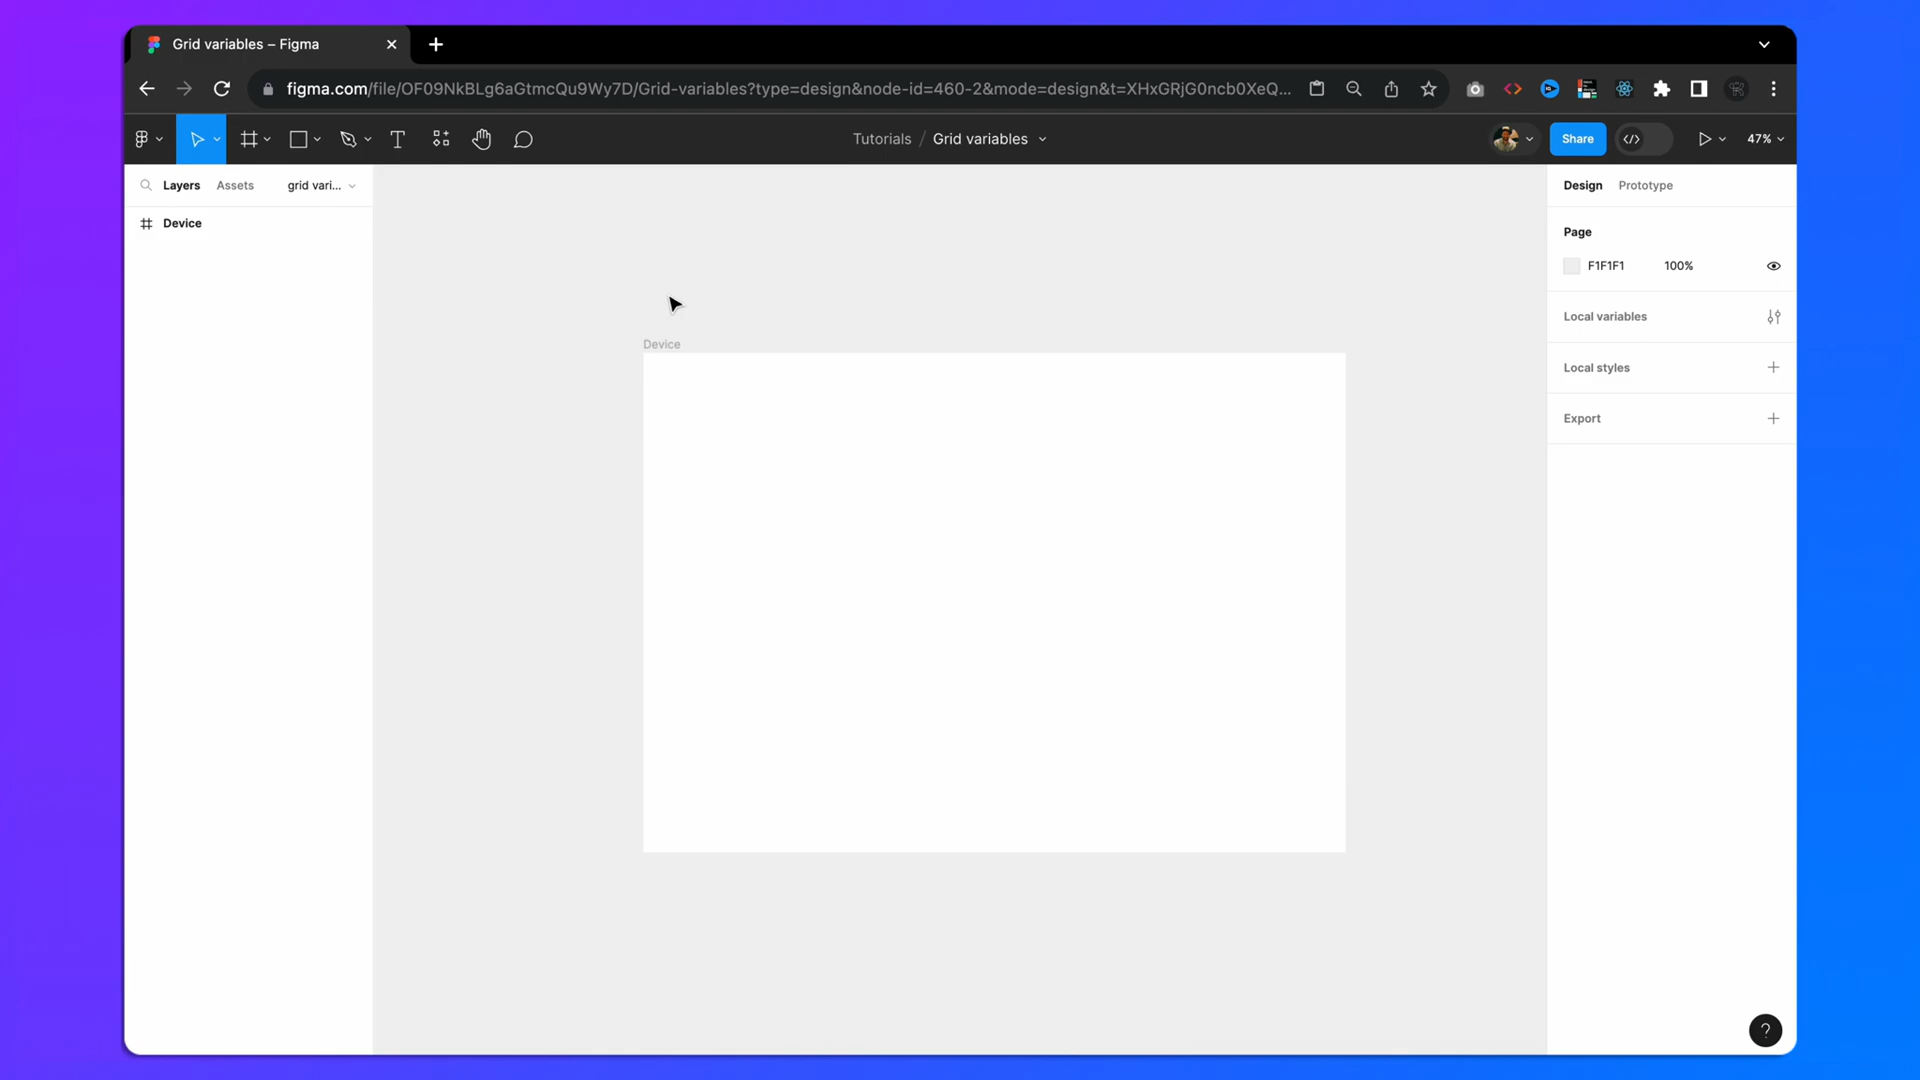 Grid variables – Figma
figma.com/file/OF09NkBLg6aGtmcQu9Wy7D/Grid-variables?type=design&node-id=460-2&mode=design&t=XHxGRjG0ncb0XeQ...
Tutorials / Grid variables
Share
47%
Layers
Assets
grid vari...
Device
Device
Design
Prototype
Page
F1F1F1
100%
Local variables
Local styles
Export
?